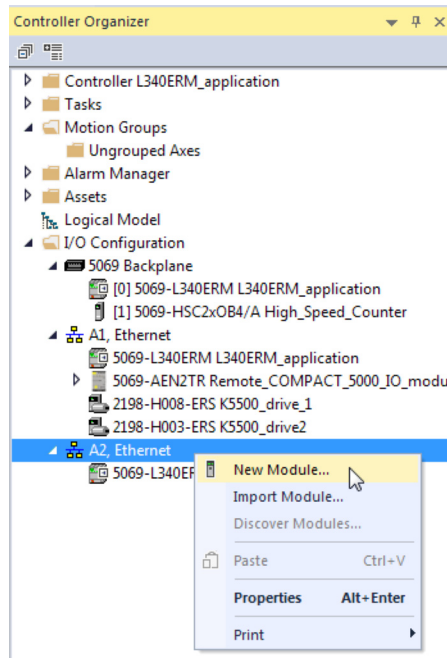 Controller Organizer
Controller L340ERM_application
Tasks
Motion Groups
Ungrouped Axes
Alarm Manager
Assets
Logical Model
I/O Configuration
5069 Backplane
[0] 5069-L340ERM L340ERM_application
[1] 5069-HSC2xOB4/A High_Speed_Counter
A1, Ethernet
5069-L340ERM L340ERM_application
5069-AEN2TR Remote_COMPACT_5000_IO_modu
2198-H008-ERS K5500_drive_1
2198-H003-ERS K5500_drive2
A2, Ethernet
5069-L340ER
New Module...
Import Module...
Discover Modules...
Paste Ctrl+V
Properties Alt+Enter
Print